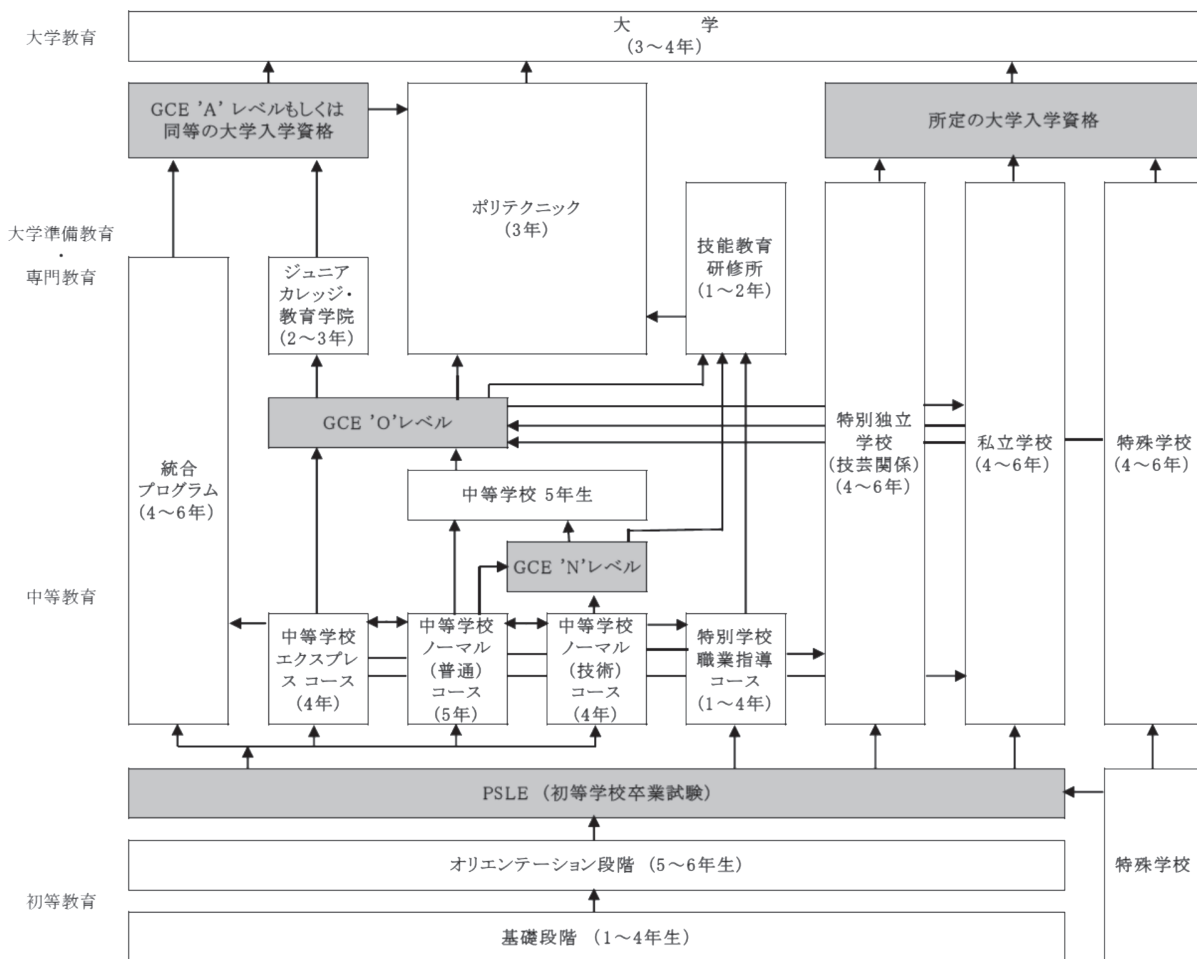 大学教育
大　　　学
(3〜4年)
GCE 'A' レベルもしくは
同等の大学入学資格
所定の大学入学資格
大学準備教育
・
専門教育
ポリテクニック
(3年)
技能教育
研修所
(1〜2年)
ジュニア
カレッジ・
教育学院
(2〜3年)
GCE 'O'レベル
統合
プログラム
(4〜6年)
中等学校 5年生
特別独立
学校
(技芸関係)
(4〜6年)
私立学校
(4〜6年)
特殊学校
(4〜6年)
GCE 'N'レベル
中等教育
中等学校
エクスプレ
ス コース
(4年)
中等学校
ノーマル
(普通)
コース
(5年)
中等学校
ノーマル
(技術)
コース
(4年)
特別学校
職業指導
コース
(1〜4年)
PSLE (初等学校卒業試験)
オリエンテーション段階 (5〜6年生)
特殊学校
初等教育
基礎段階 (1〜4年生)